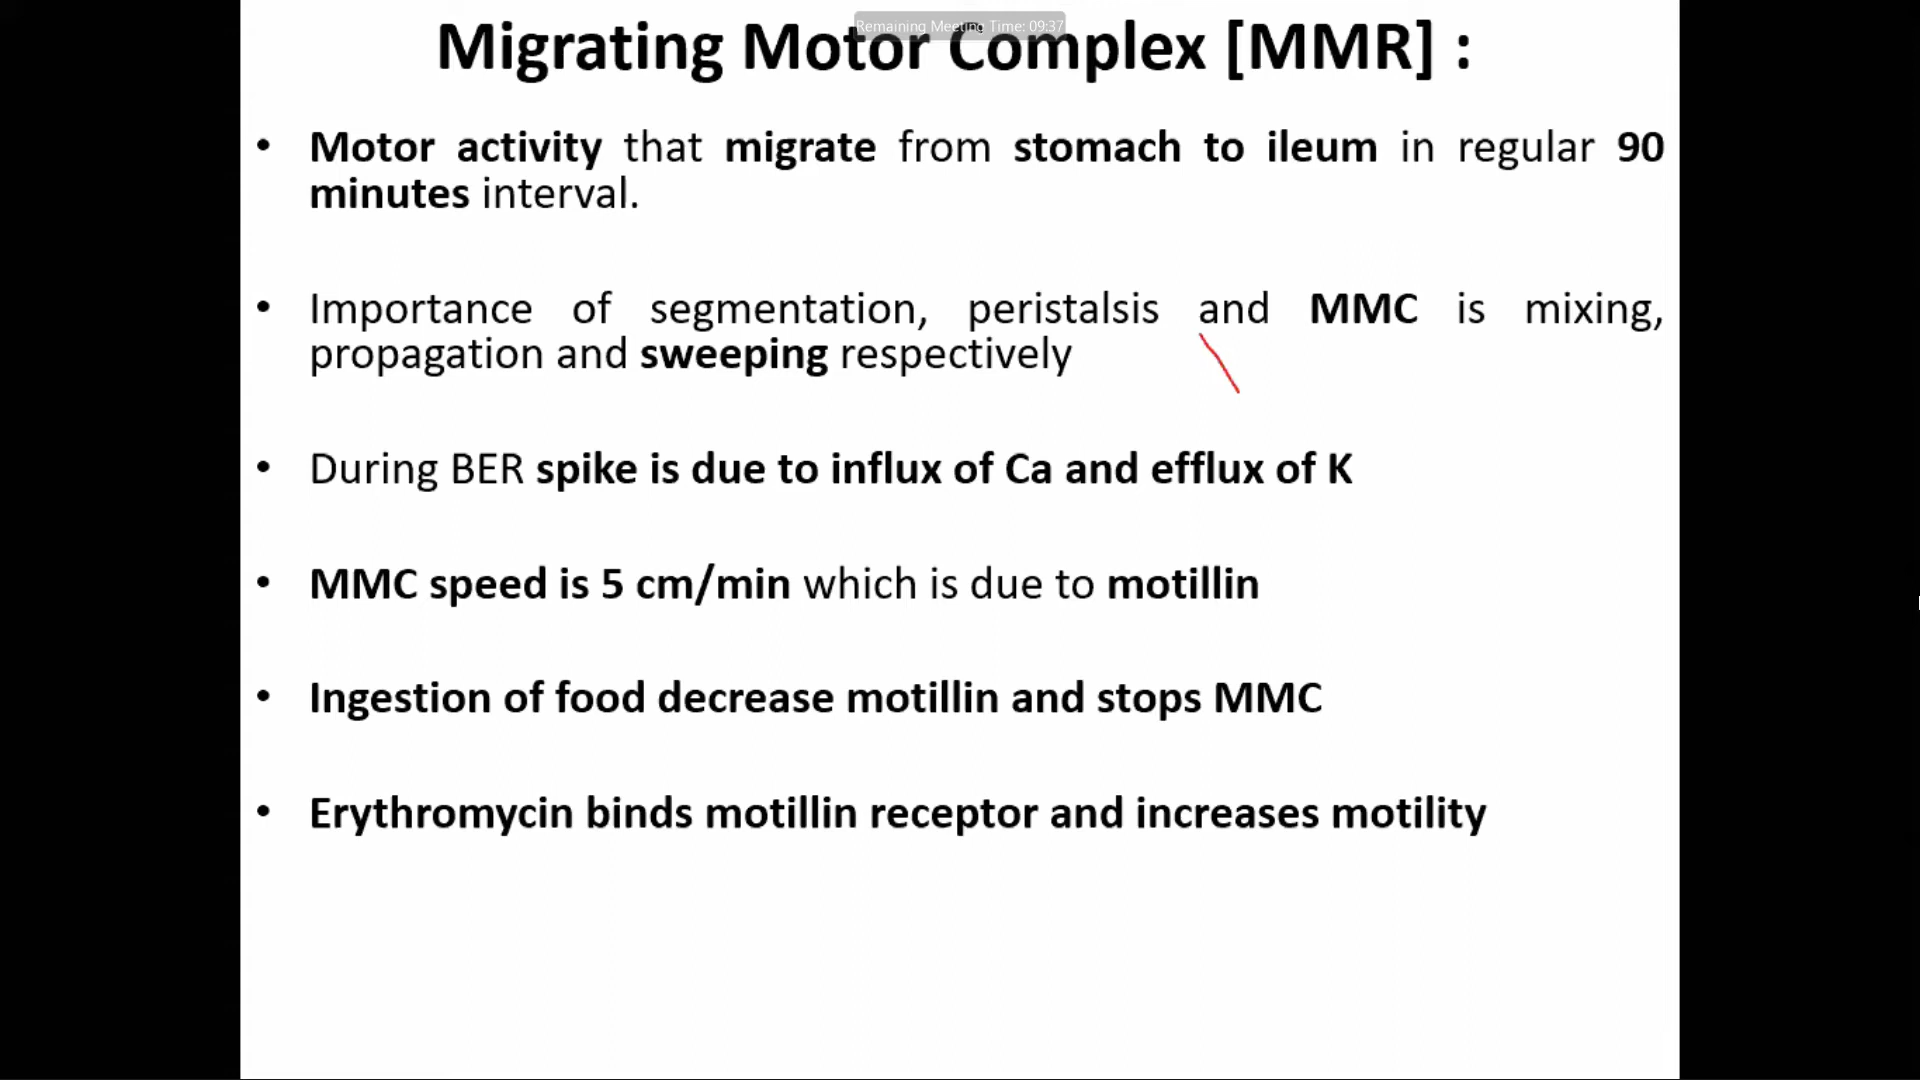 Remaining Meeting Time: 09:37
Migrating Motor Complex [MMR] :
• Motor activity that migrate from stomach to ileum in regular 90
minutes interval.
• Importance of segmentation, peristalsis and MMC is mixing,
propagation and sweeping respectively
• During BER spike is due to influx of Ca and efflux of K
• MMC speed is 5 cm/min which is due to motillin
• Ingestion of food decrease motillin and stops MMC
• Erythromycin binds motillin receptor and increases motility